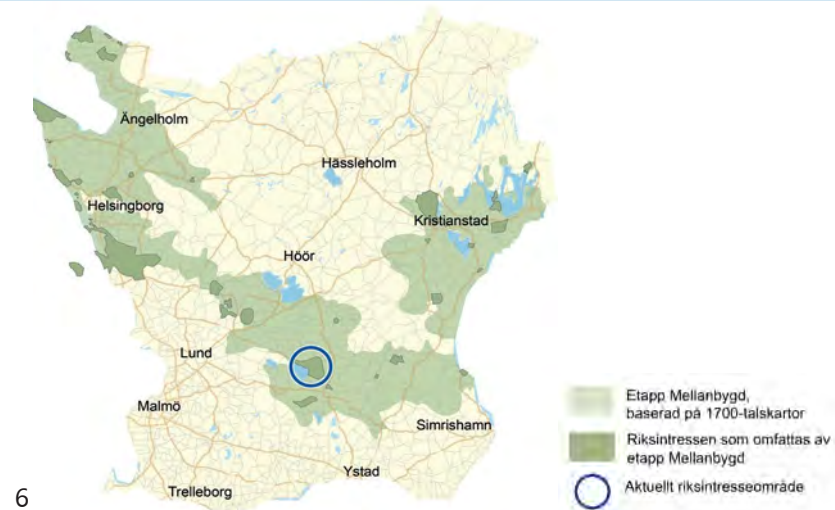 Ängelholm
Hässleholm
Helsingborg
Kristianstad
Höör
Lund
Malmö
Simrishamn
Ystad
Trelleborg
Etapp Mellanbygd,
baserad på 1700-talskartor
Riksintressen som omfattas av
etapp Mellanbygd
Aktuellt riksintresseområde
6